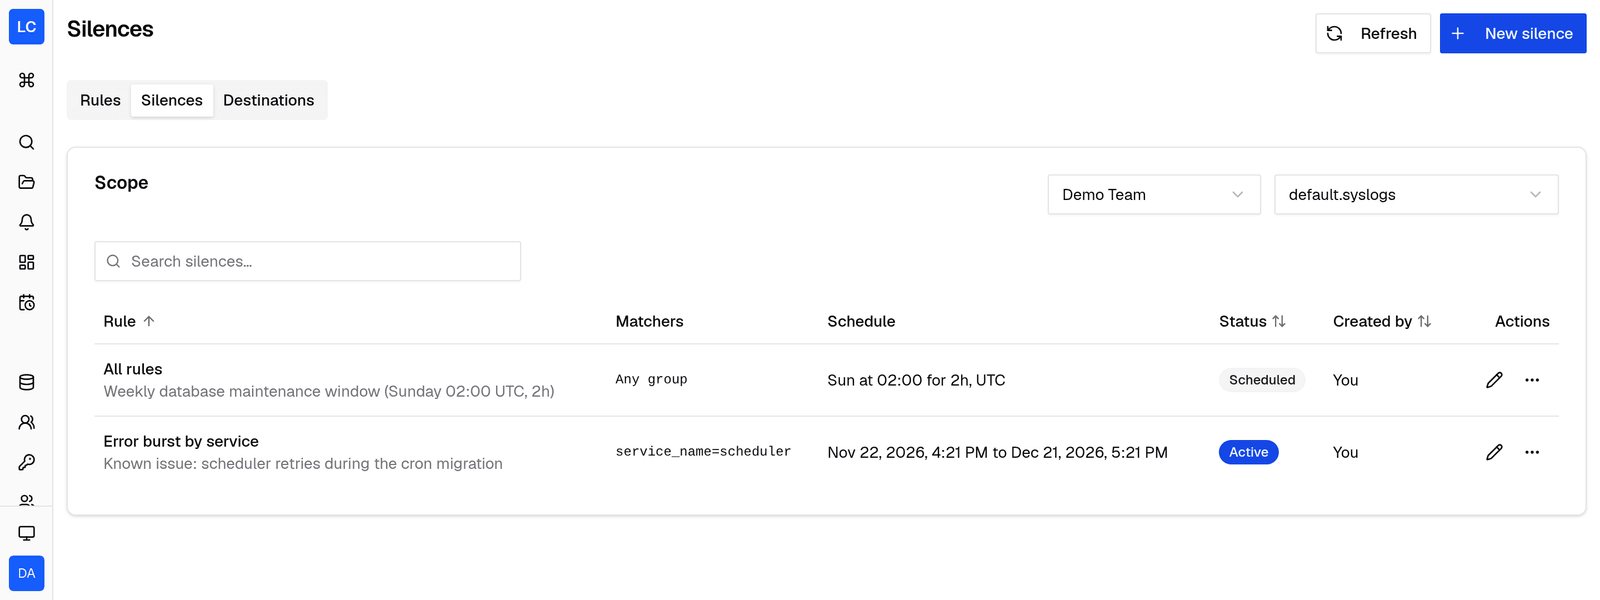 LC
Silences
Refresh
New silence
Rules
Silences
Destinations
Scope
Demo Team
default.syslogs
Search silences...
Rule
Matchers
Schedule
Status
Created by
Actions
All rules
Weekly database maintenance window (Sunday 02:00 UTC, 2h)
Any group
Sun at 02:00 for 2h, UTC
Scheduled
You
Error burst by service
Known issue: scheduler retries during the cron migration
service_name=scheduler
Nov 22, 2026, 4:21 PM to Dec 21, 2026, 5:21 PM
Active
You
DA